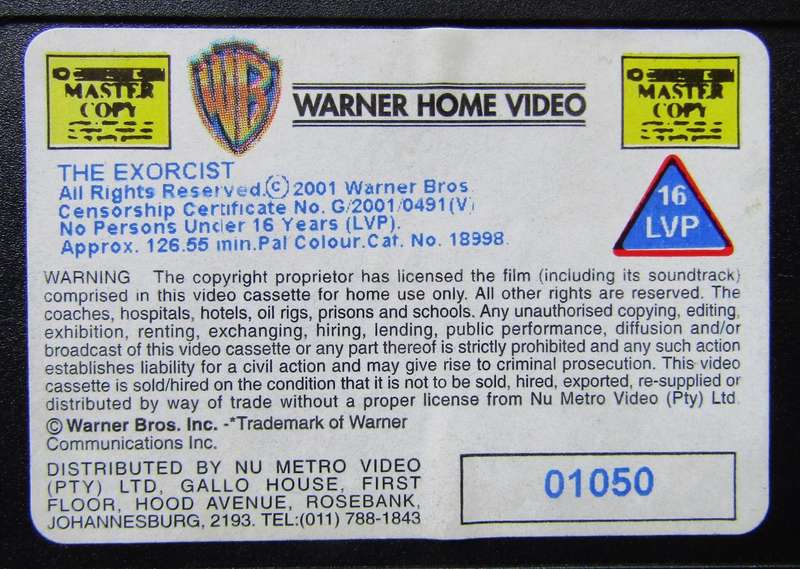 MASTER COPY
WB
WARNER HOME VIDEO
MASTER COPY
THE EXORCIST
All Rights Reserved.© 2001 Warner Bros.
Censorship Certificate No. G/2001/0491(V)
No Persons Under 16 Years (LVP).
Approx. 126.55 min.Pal Colour.Cat. No. 18998.
16
LVP
WARNING The copyright proprietor has licensed the film (including its soundtrack)
comprised in this video cassette for home use only. All other rights are reserved. The
coaches, hospitals, hotels, oil rigs, prisons and schools. Any unauthorised copying, editing,
exhibition, renting, exchanging, hiring, lending, public performance, diffusion and/or
broadcast of this video cassette or any part thereof is strictly prohibited and any such action
establishes liability for a civil action and may give rise to criminal prosecution. This video
cassette is sold/hired on the condition that it is not to be sold, hired, exported, re-supplied or
distributed by way of trade without a proper license from Nu Metro Video (Pty) Ltd.
© Warner Bros. Inc. -*Trademark of Warner
Communications Inc.
DISTRIBUTED BY NU METRO VIDEO
(PTY) LTD, GALLO HOUSE, FIRST
FLOOR, HOOD AVENUE, ROSEBANK,
JOHANNESBURG, 2193. TEL:(011) 788-1843
01050